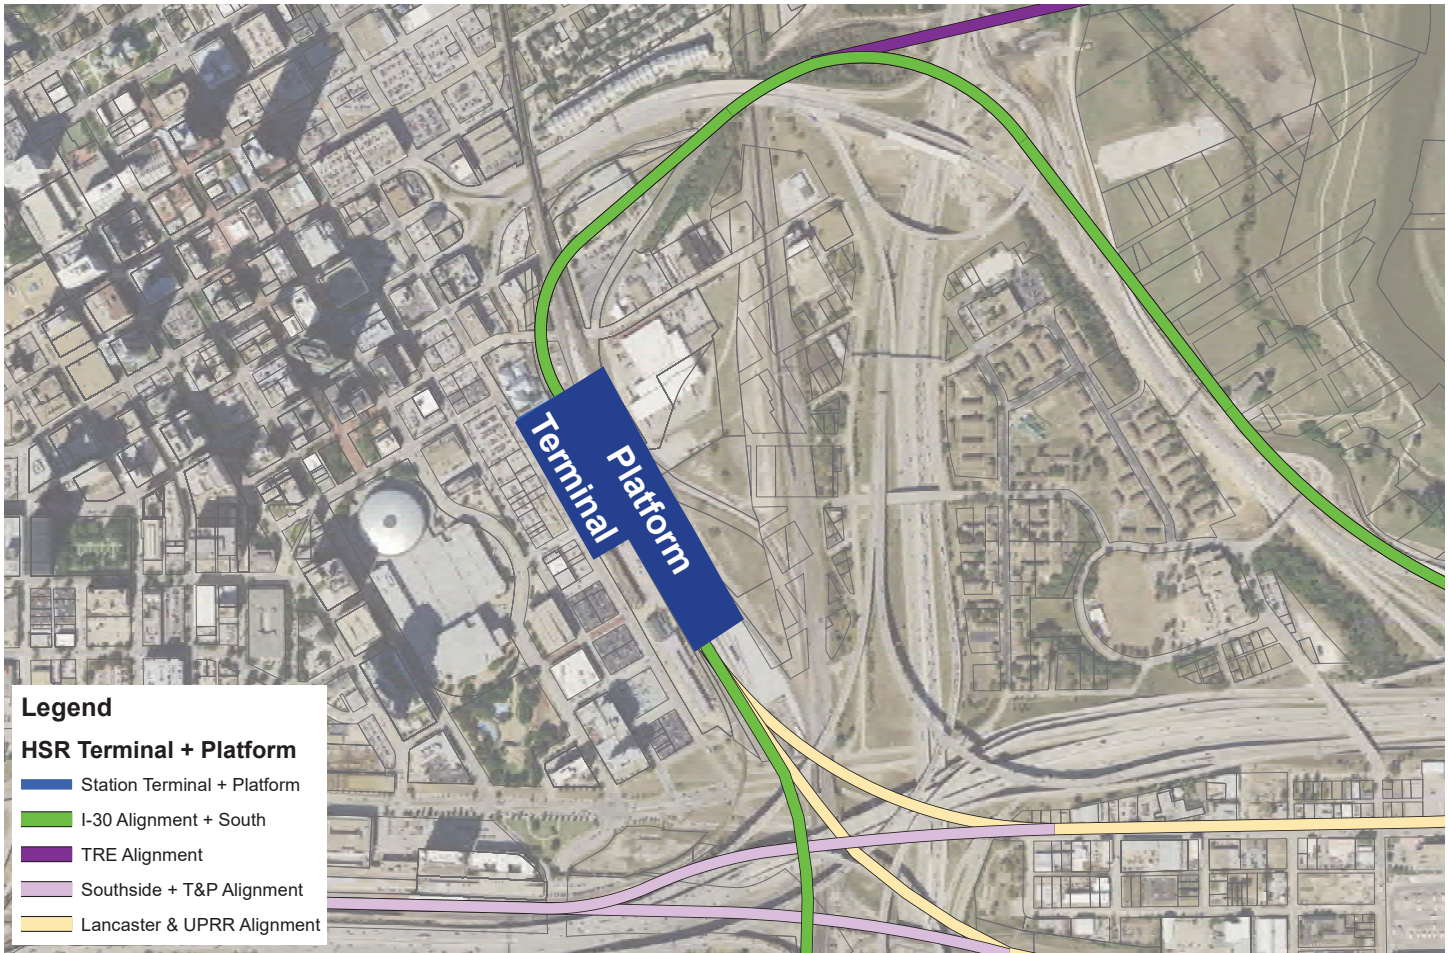 Terminal
Platform
Legend
HSR Terminal + Platform
Station Terminal + Platform
I-30 Alignment + South
TRE Alignment
Southside + T&P Alignment
Lancaster & UPRR Alignment